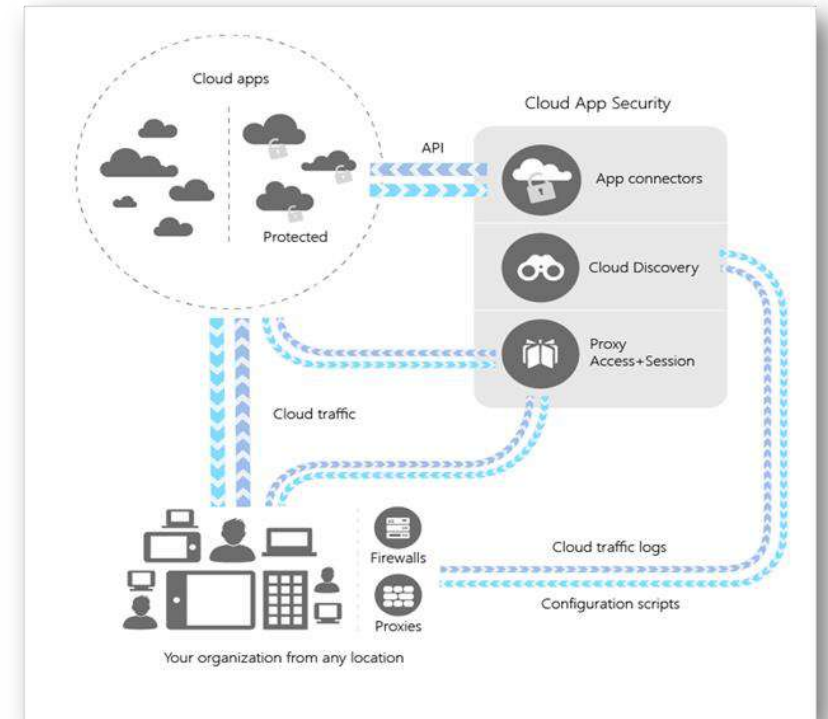 Cloud apps
Cloud App Security
API
App connectors
Protected
Cloud Discovery
Proxy
Access+Session
Cloud traffic
Firewalls
Cloud traffic logs
Configuration scripts
Proxies
Your organization from any location